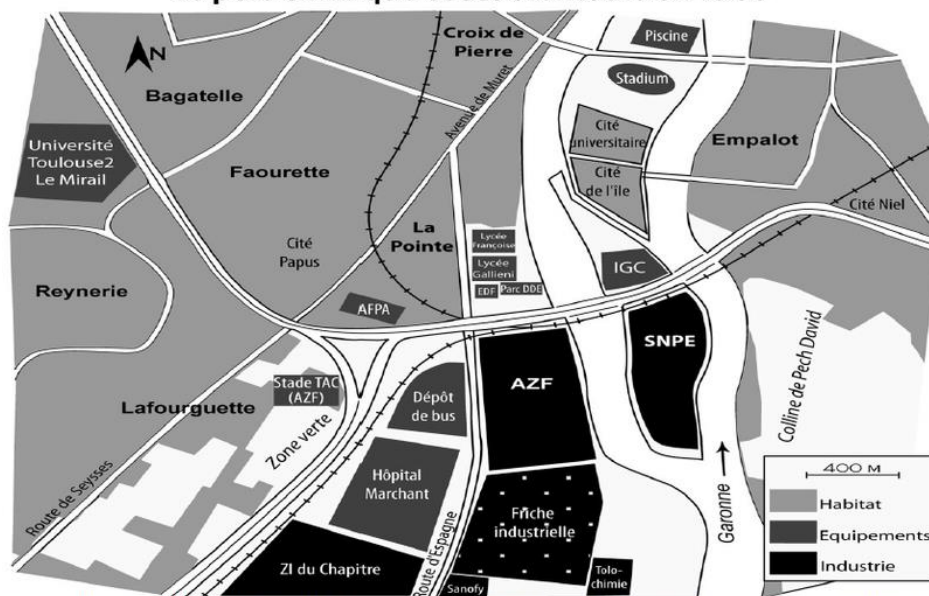 N
Croix de
Pierre
Piscine
Stadium
Bagatelle
Avenue de Muret
Cité
universitaire
Empalot
Université
Toulouse2
Le Mirail
Faourette
Cité
de l'île
Cité Niel
La
Pointe
Cité
Papus
Lycée
Françoise
Lycée
Gallieni
EDF
Parc DDE
IGC
Reynerie
AFPA
SNPE
AZF
Colline de Pech David
Stade TAC
(AZF)
Lafourguette
Dépôt
de bus
Zone verte
Hôpital
Marchant
Route de Seysses
Garonne
400 M
Habitat
Equipements
Industrie
Friche
industrielle
Route d'Espagne
ZI du Chapitre
Sanofy
Tolo-
chimie